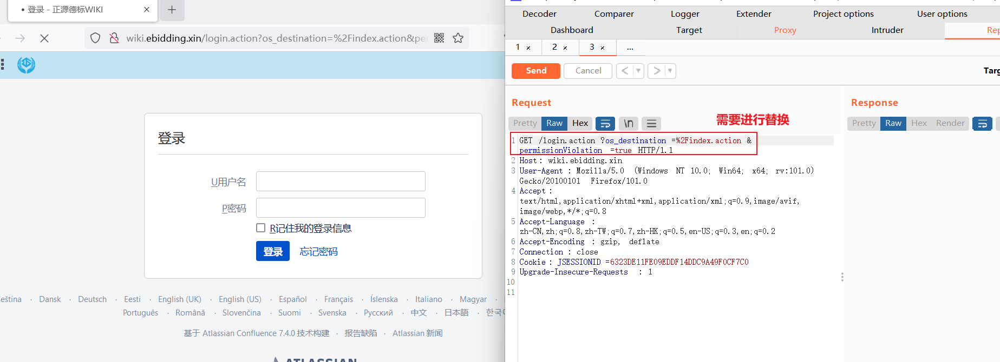 • 登录 - 正源德标WIKI
wiki.ebidding.xin/login.action?os_destination=%2Findex.action&per
登录
U用户名
P密码
R记住我的登录信息
登录 忘记密码
eština · Dansk · Deutsch · Eesti · English (UK) · English (US) · Español · Français · Íslenska · Italiano · Magyar ·
Português · Română · Slovenčina · Suomi · Svenska · Русский · 中文 · 日本語 · 한국
基于 Atlassian Confluence 7.4.0 技术构建 · 报告缺陷 · Atlassian 新闻
ATLASSIAN
Decoder Comparer Logger Extender Project options User options
Dashboard Target Proxy Intruder Rep
1 × 2 × 3 × ...
Send Cancel < ▼ > ▼ Targ
Request
需要进行替换
Pretty Raw Hex \n
1 GET /login.action ?os_destination =%2Findex.action &
permissionViolation =true HTTP/1.1
2 Host : wiki.ebidding.xin
3 User-Agent : Mozilla/5.0 (Windows NT 10.0; Win64; x64; rv:101.0)
Gecko/20100101 Firefox/101.0
4 Accept :
text/html,application/xhtml+xml,application/xml;q=0.9,image/avif,
image/webp,*/*;q=0.8
5 Accept-Language :
zh-CN,zh;q=0.8,zh-TW;q=0.7,zh-HK;q=0.5,en-US;q=0.3,en;q=0.2
6 Accept-Encoding : gzip, deflate
7 Connection : close
8 Cookie : JSESSIONID =6323DE11FE09EDDF14DDC9A49F0CF7C0
9 Upgrade-Insecure-Requests : 1
10
11
Response
Pretty Raw Hex Render